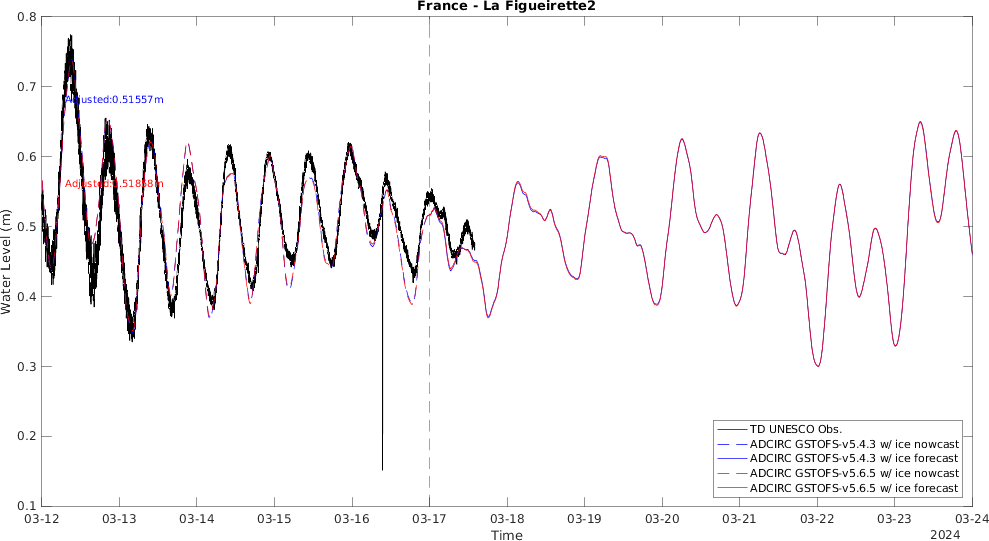 France - La Figueirette2
0.8
0.7
0.6
0.5
0.4
0.3
0.2
0.1
Water Level (m)
Adjusted:0.51557m
Adjusted:0.51858m
TD UNESCO Obs.
ADCIRC GSTOFS-v5.4.3 w/ ice nowcast
ADCIRC GSTOFS-v5.4.3 w/ ice forecast
ADCIRC GSTOFS-v5.6.5 w/ ice nowcast
ADCIRC GSTOFS-v5.6.5 w/ ice forecast
03-12 03-13 03-14 03-15 03-16 03-17 03-18 03-19 03-20 03-21 03-22 03-23 03-24
Time
2024